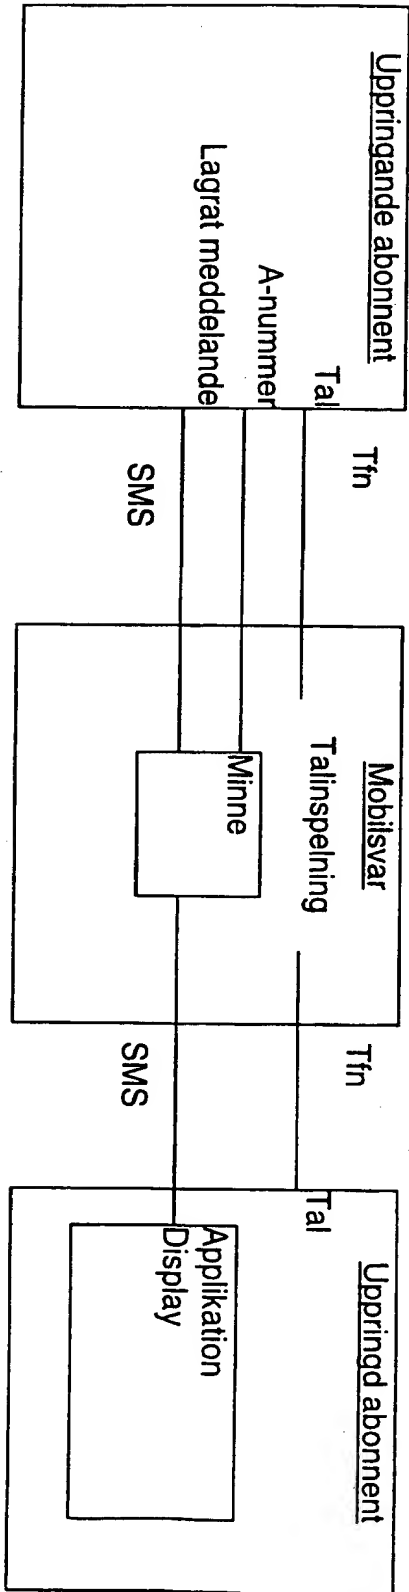 Uppringande abonnent
Tal
A-nummer
Lagrat meddelande
Tfn
SMS
Mobilsvar
Talinspelning
Minne
Tfn
SMS
Uppringd abonnent
Tal
Applikation
Display